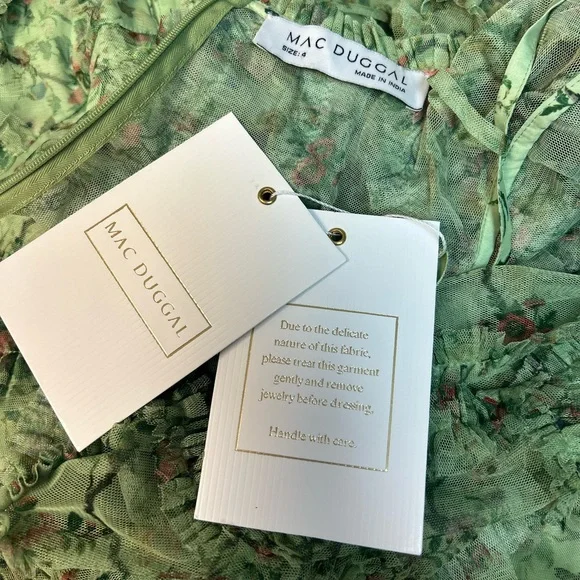 MAC DUGGAL
SIZE: 4
MADE IN INDIA
MAC DUGGAL
Due to the delicate
nature of this fabric,
please treat this garment
gently and remove
jewelry before dressing.
Handle with care.